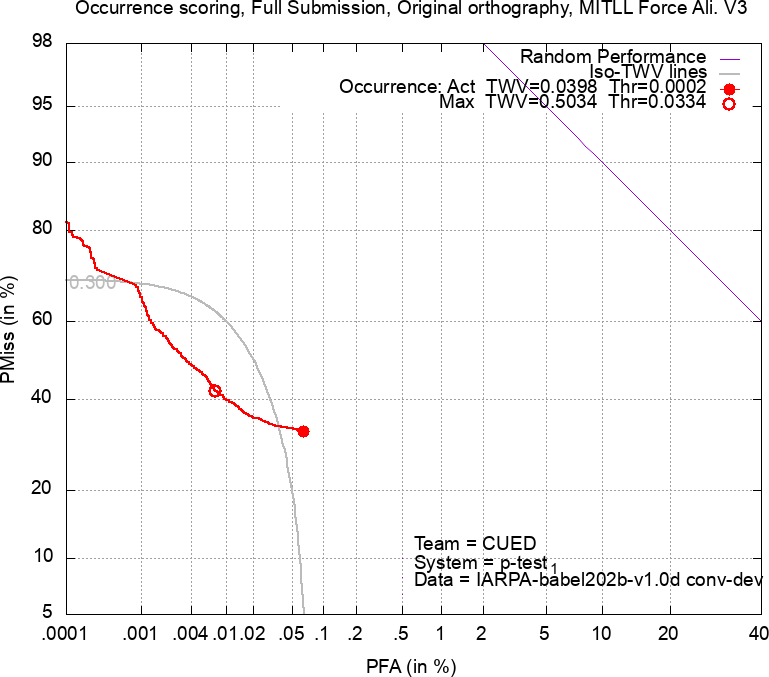 Occurrence scoring, Full Submission, Original orthography, MITLL Force Ali. V3
98
95
90
80
60
40
20
10
5
PMiss (in %)
Random Performance
Iso-TWV lines
Occurrence: Act TWV=0.0398 Thr=0.0002
Max TWV=0.5034 Thr=0.0334
0.300
Team = CUED
System = p-test_1
Data = IARPA-babel202b-v1.0d conv-dev
.0001 .001 .004 .01 .02 .05 .1 .2 .5 1 2 5 10 20 40
PFA (in %)